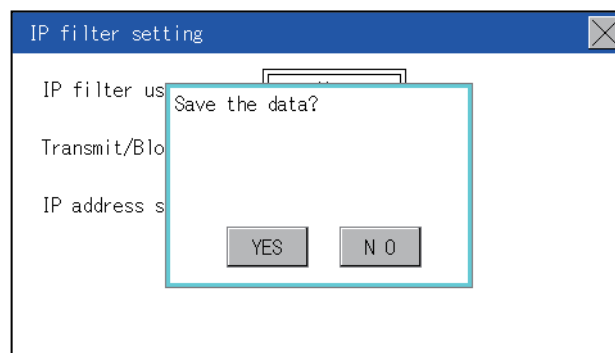 IP filter setting
IP filter us
Save the data?
Transmit/Blo
IP address s
YES
N O